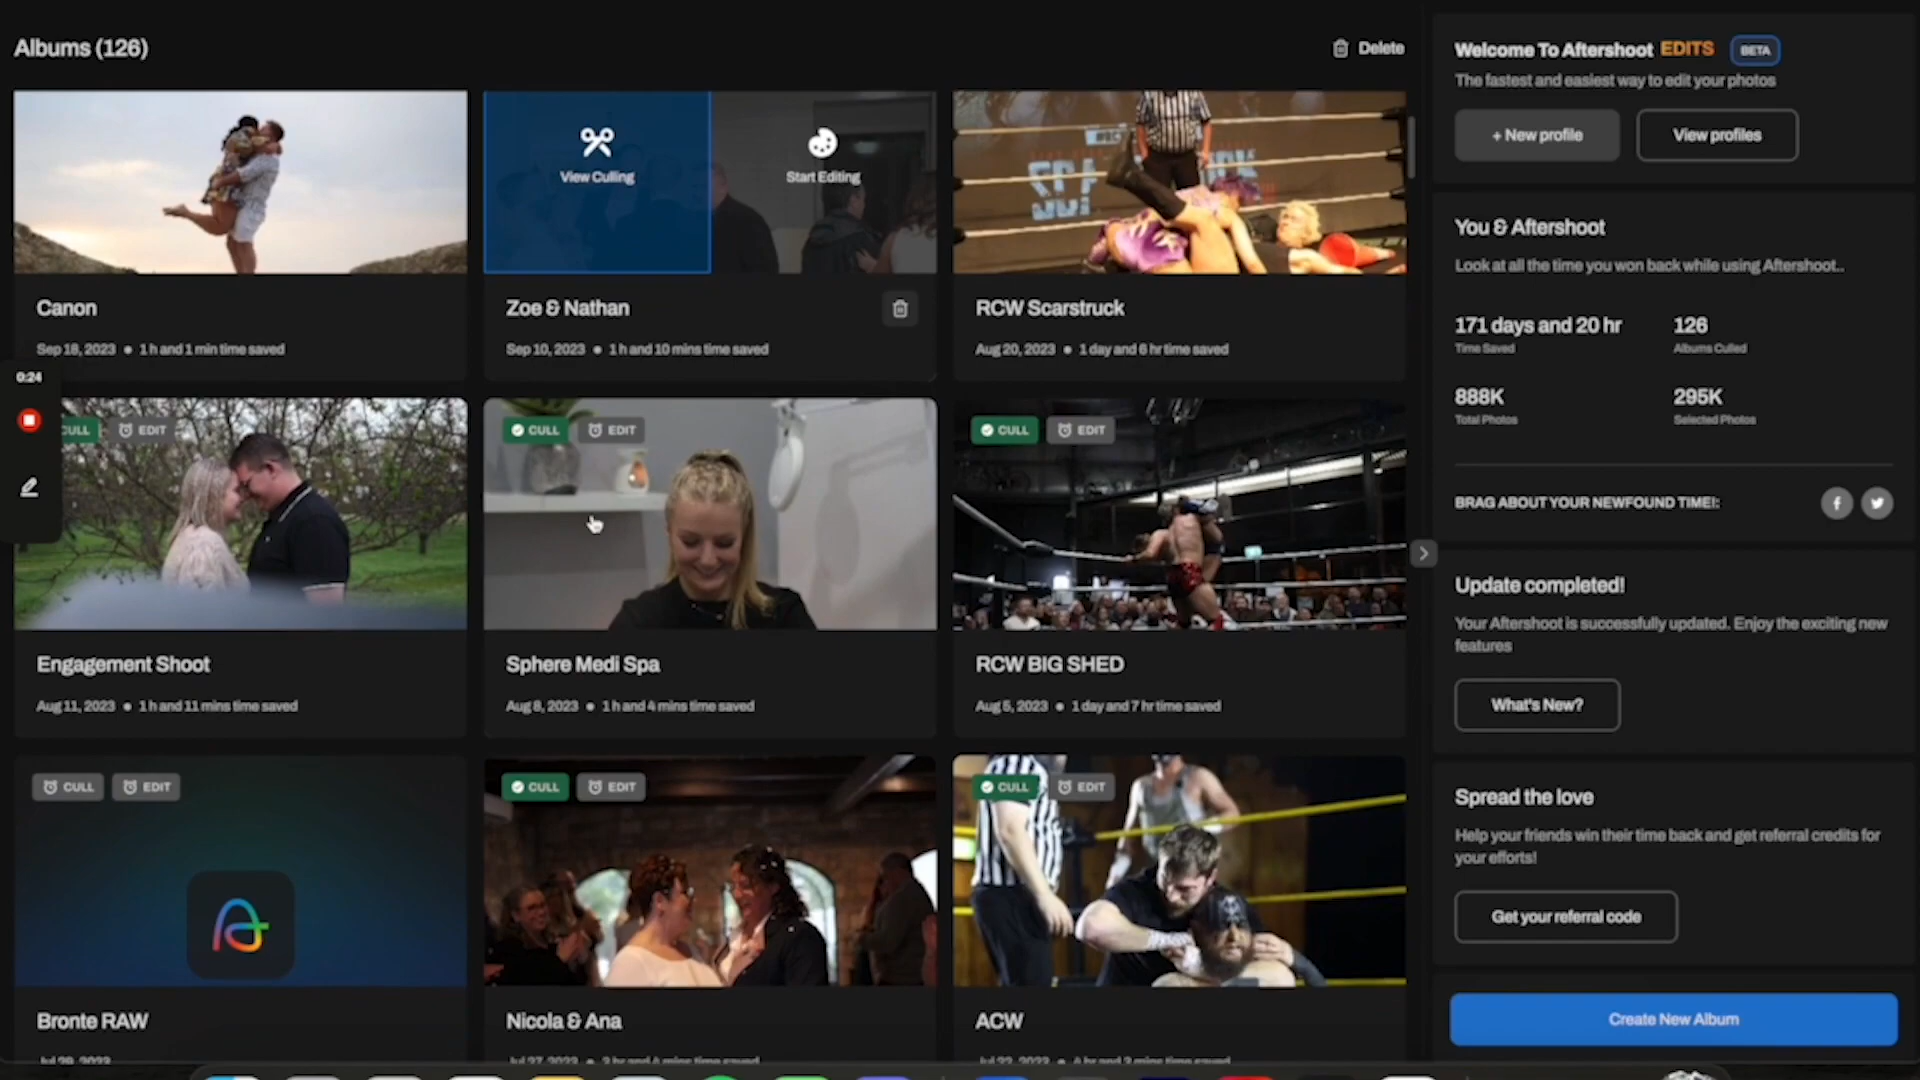 Albums (126)
Delete
Canon
Sep 18, 2023 • 1 h and 1 min time saved
View Culling
Start Editing
Zoe & Nathan
Sep 10, 2023 • 1 h and 10 mins time saved
RCW Scarstruck
Aug 20, 2023 • 1 day and 6 hr time saved
0:24
CULL
EDIT
Engagement Shoot
Aug 11, 2023 • 1 h and 11 mins time saved
CULL
EDIT
Sphere Medi Spa
Aug 8, 2023 • 1 h and 4 mins time saved
CULL
EDIT
RCW BIG SHED
Aug 5, 2023 • 1 day and 7 hr time saved
CULL
EDIT
Bronte RAW
Jul 29, 2023
CULL
EDIT
Nicola & Ana
CULL
EDIT
ACW
Welcome To Aftershoot EDITS BETA
The fastest and easiest way to edit your photos
+ New profile
View profiles
You & Aftershoot
Look at all the time you won back while using Aftershoot..
171 days and 20 hr
Time Saved
126
Albums Culled
888K
Total Photos
295K
Selected Photos
BRAG ABOUT YOUR NEWFOUND TIME!:
Update completed!
Your Aftershoot is successfully updated. Enjoy the exciting new
features
What's New?
Spread the love
Help your friends win their time back and get referral credits for
your efforts!
Get your referral code
Create New Album